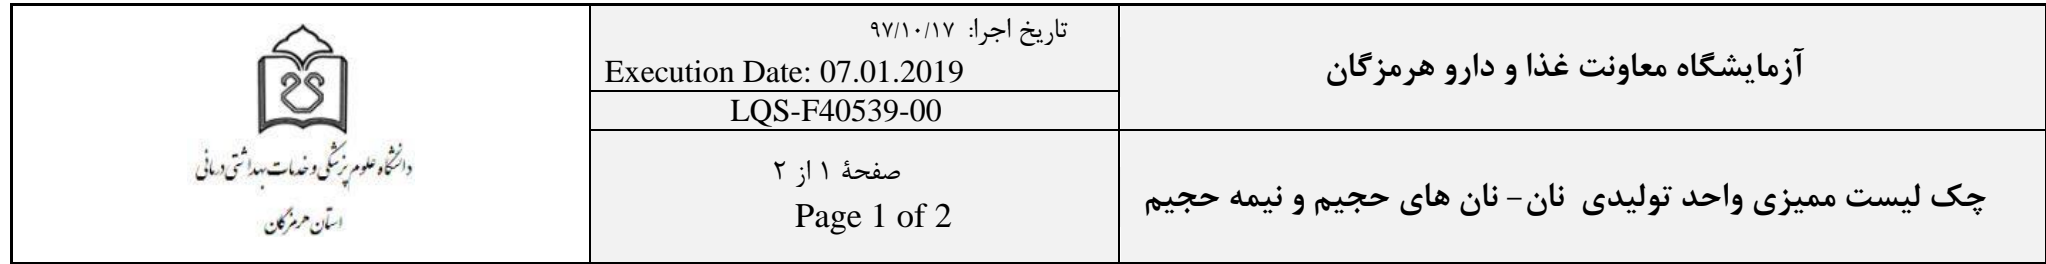 آزمایشگاه معاونت غذا و دارو هرمزگان
تاریخ اجرا: ۹۷/۱۰/۱۷
Execution Date: 07.01.2019
LQS-F40539-00
دانشگاه علوم پزشکی و خدمات بهداشتی درمانی
استان هرمزگان
چک لیست ممیزی واحد تولیدی نان- نان های حجیم و نیمه حجیم
صفحهٔ ۱ از ۲
Page 1 of 2